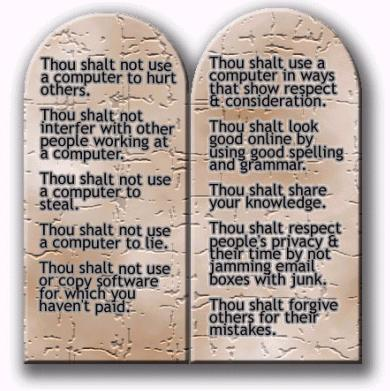 Thou shalt not use
a computer to hurt
others.
Thou shalt not
interfer with other
people working at
a computer.
Thou shalt not use
a computer to
steal.
Thou shalt not use
a computer to lie.
Thou shalt not use
or copy software
for which you
haven't paid.
Thou shalt use a
computer in ways
that show respect
& consideration.
Thou shalt look
good online by
using good spelling
and grammar.
Thou shalt share
your knowledge.
Thou shalt respect
people's privacy &
their time by not
jamming email
boxes with junk.
Thou shalt forgive
others for their
mistakes.